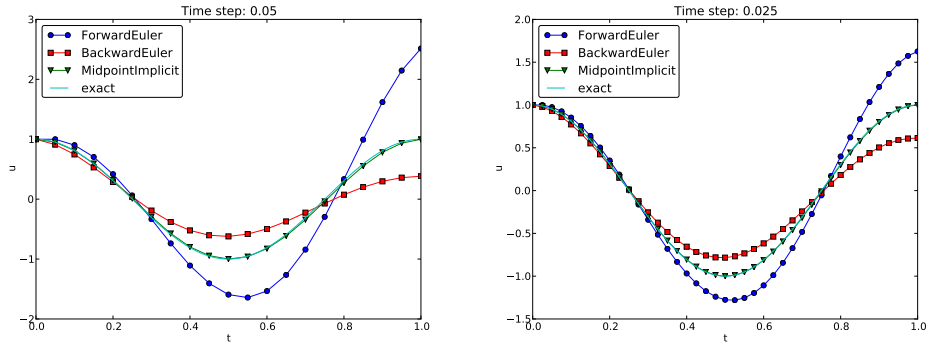 Time step: 0.05
3
2
1
0
−1
−2
u
ForwardEuler
BackwardEuler
MidpointImplicit
exact
0.0
0.2
0.4
0.6
0.8
1.0
t
Time step: 0.025
2.0
1.5
1.0
0.5
0.0
−0.5
−1.0
−1.5
u
ForwardEuler
BackwardEuler
MidpointImplicit
exact
0.0
0.2
0.4
0.6
0.8
1.0
t